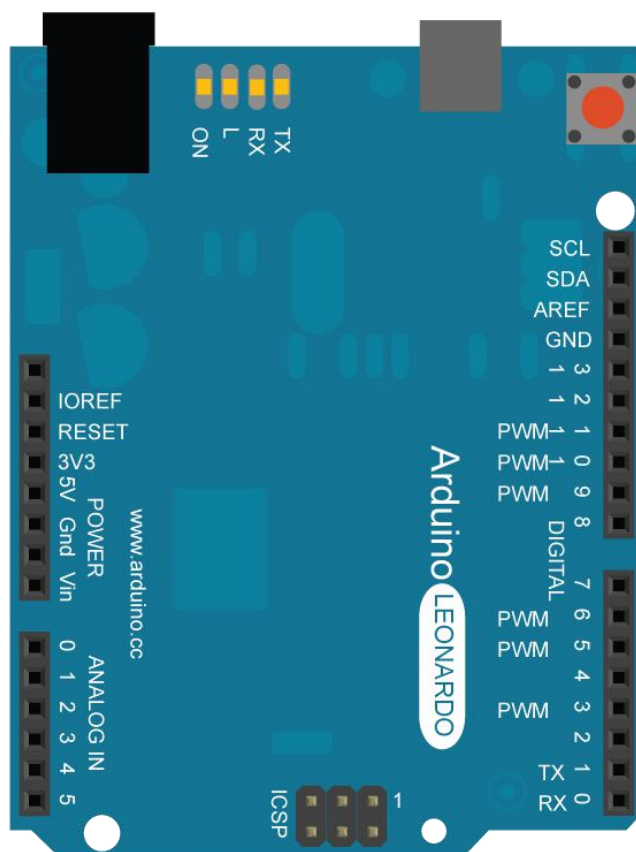 ON
L
RX
TX
SCL
SDA
AREF
GND
13
12
PWM 11
PWM 10
PWM 9
8
DIGITAL
7
PWM 6
PWM 5
4
PWM 3
2
TX 1
RX 0
IOREF
RESET
3V3
5V
Gnd
Vin
POWER
www.arduino.cc
Arduino
LEONARDO
ANALOG IN
0
1
2
3
4
5
ICSP
1